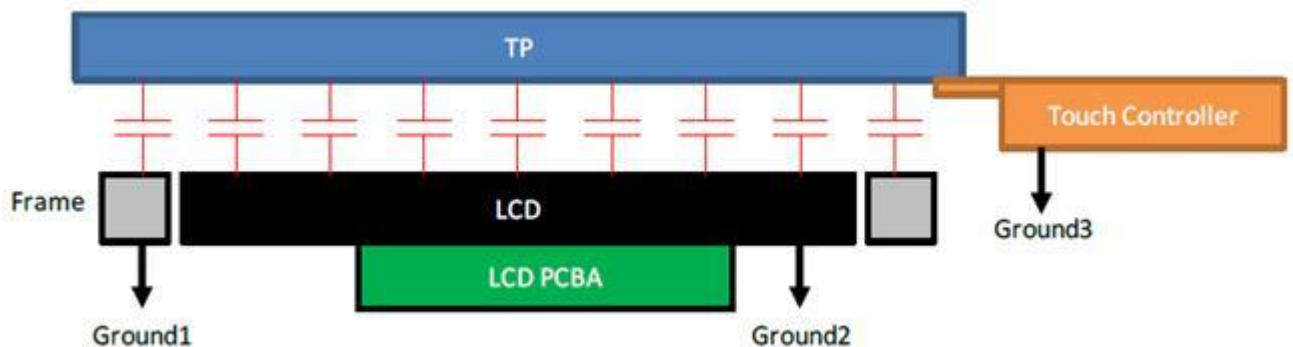 TP
Touch Controller
Frame
LCD
Ground3
LCD PCBA
Ground1
Ground2